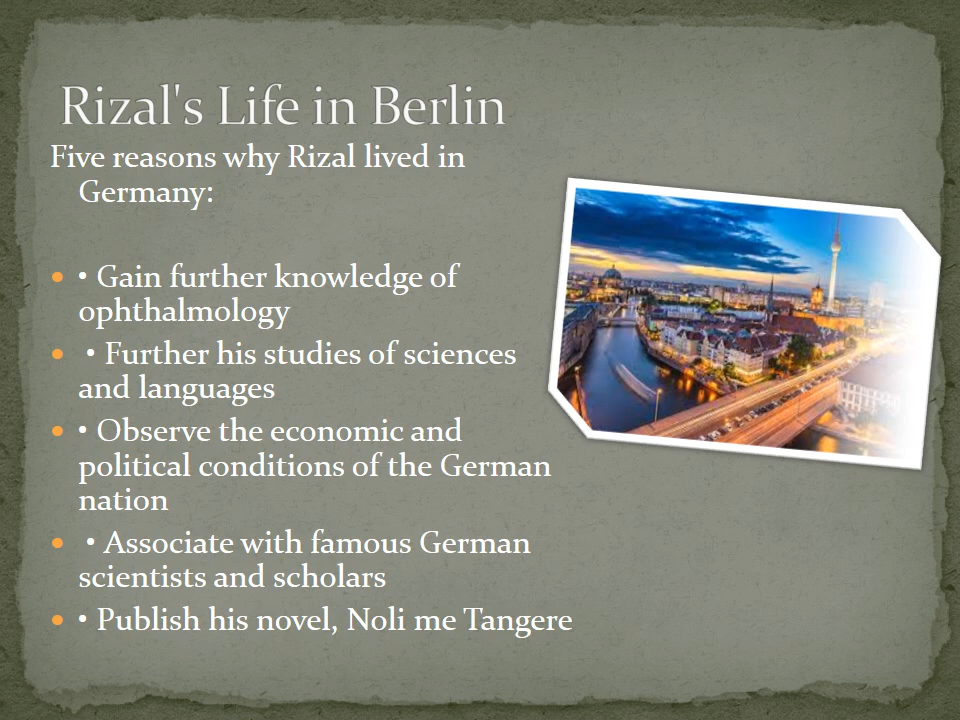 Rizal's Life in Berlin
Five reasons why Rizal lived in
Germany:
• • Gain further knowledge of
ophthalmology
• • Further his studies of sciences
and languages
• • Observe the economic and
political conditions of the German
nation
• • Associate with famous German
scientists and scholars
• • Publish his novel, Noli me Tangere